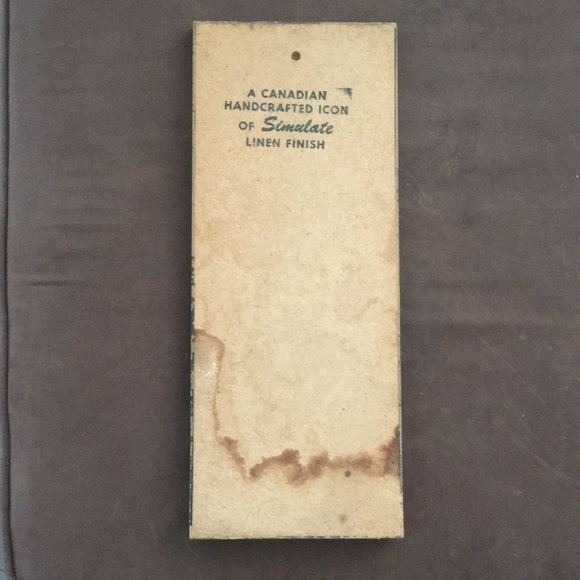 A CANADIAN
HANDCRAFTED ICON
OF Simulate
LINEN FINISH